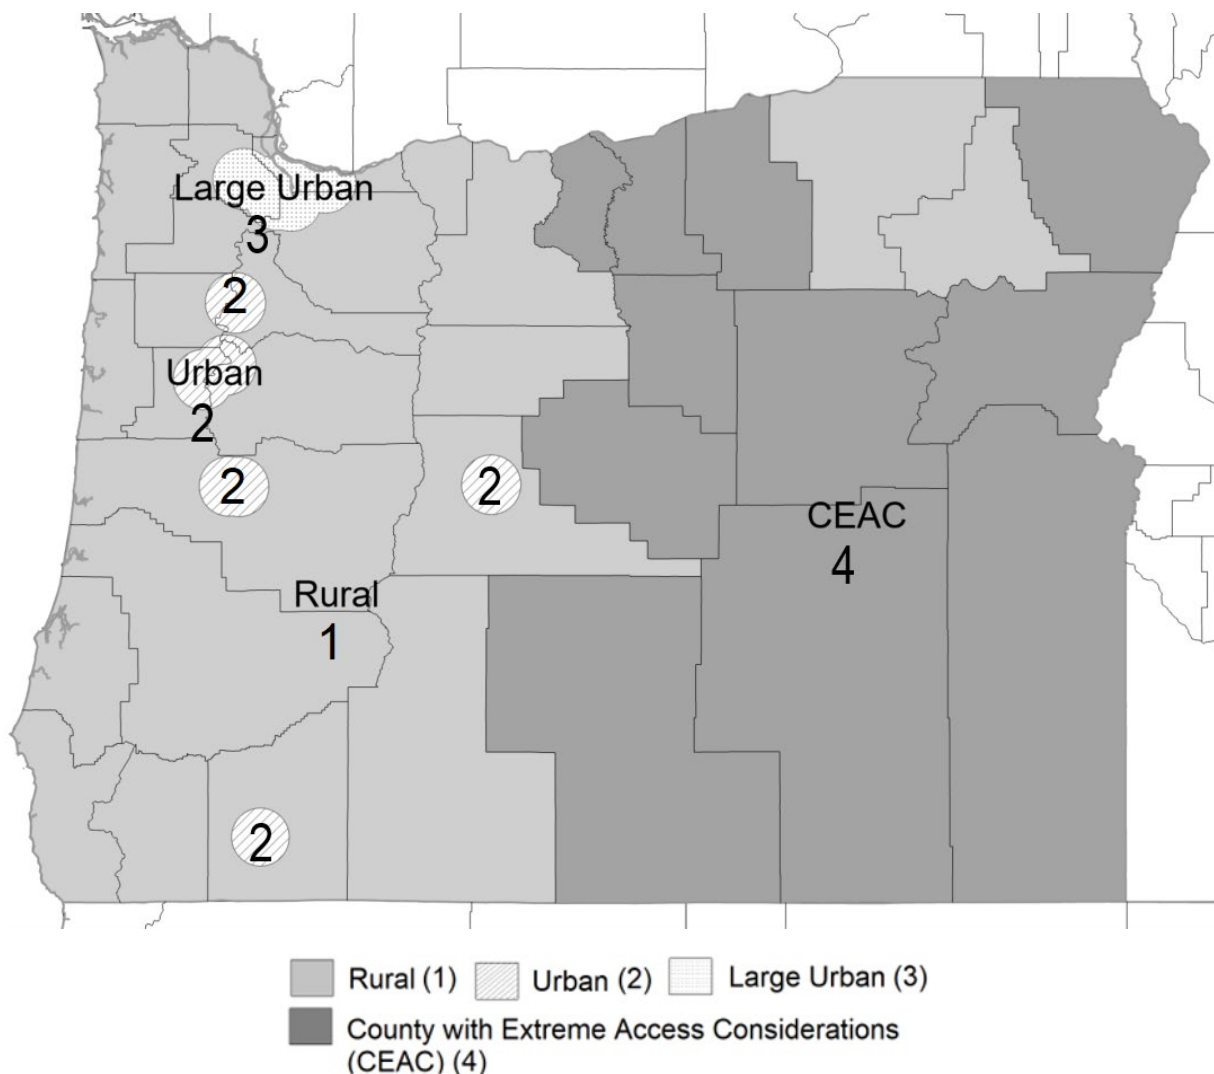 Large Urban
3
2
Urban
2
2
2
CEAC
4
Rural
1
2
Rural (1)
Urban (2)
Large Urban (3)
County with Extreme Access Considerations
(CEAC) (4)